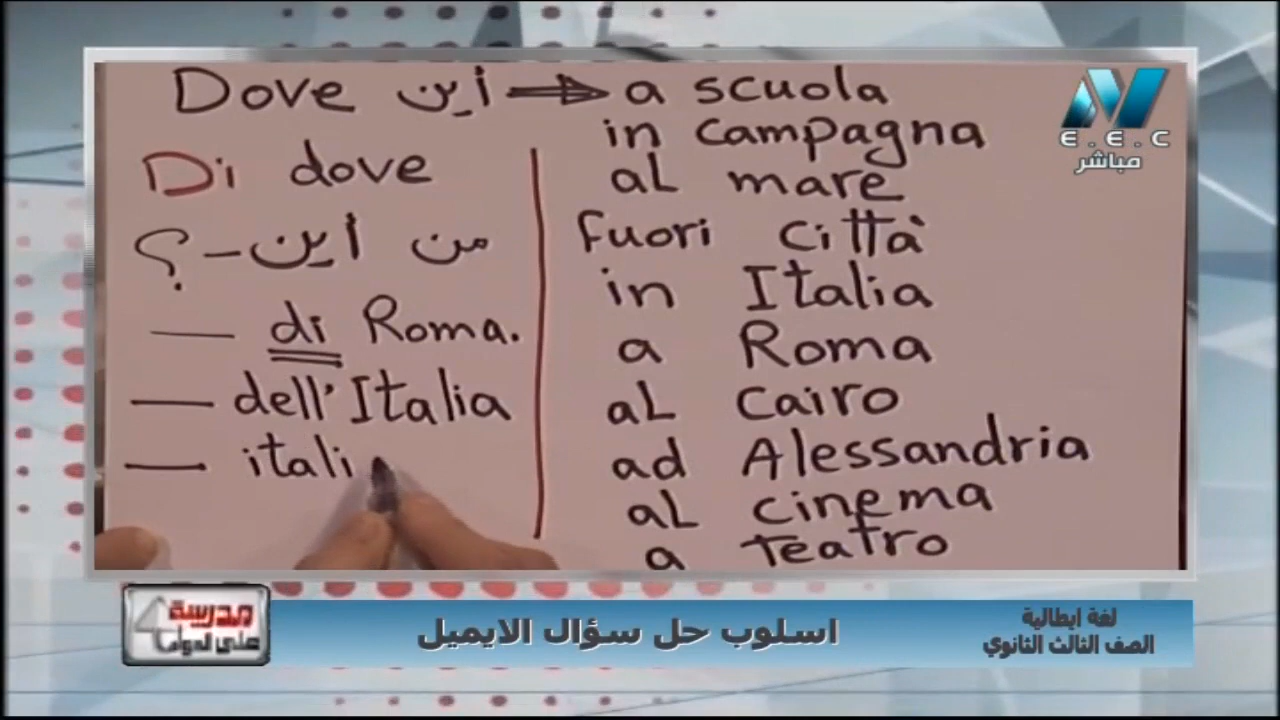 Dove أين ⇒ a scuola
in campagna
al mare
fuori città
in Italia
a Roma
al Cairo
ad Alessandria
al cinema
a teatro
Di dove
من أين - ؟
— di Roma.
— dell'Italia
— itali
E.E.C
مباشر
مدرسة
على الهواء
4
اسلوب حل سؤال الايميل
لغة ايطالية
الصف الثالث الثانوي